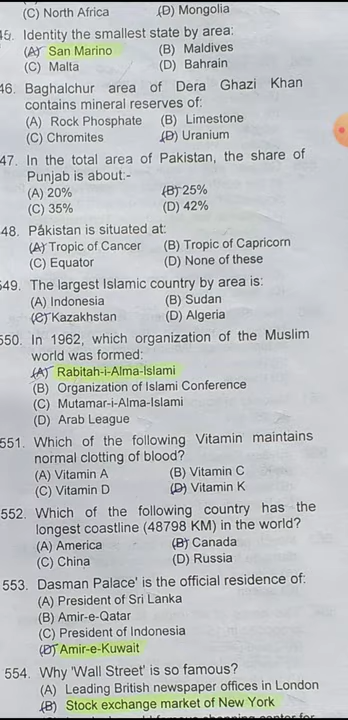 (C) North Africa (D) Mongolia
45. Identity the smallest state by area:
(A) San Marino (B) Maldives
(C) Malta (D) Bahrain
46. Baghalchur area of Dera Ghazi Khan
contains mineral reserves of:
(A) Rock Phosphate (B) Limestone
(C) Chromites (D) Uranium
47. In the total area of Pakistan, the share of
Punjab is about:-
(A) 20% (B) 25%
(C) 35% (D) 42%
48. Pakistan is situated at:
(A) Tropic of Cancer (B) Tropic of Capricorn
(C) Equator (D) None of these
549. The largest Islamic country by area is:
(A) Indonesia (B) Sudan
(C) Kazakhstan (D) Algeria
550. In 1962, which organization of the Muslim
world was formed:
(A) Rabitah-i-Alma-Islami
(B) Organization of Islami Conference
(C) Mutamar-i-Alma-Islami
(D) Arab League
551. Which of the following Vitamin maintains
normal clotting of blood?
(A) Vitamin A (B) Vitamin C
(C) Vitamin D (D) Vitamin K
552. Which of the following country has the
longest coastline (48798 KM) in the world?
(A) America (B) Canada
(C) China (D) Russia
553. Dasman Palace' is the official residence of:
(A) President of Sri Lanka
(B) Amir-e-Qatar
(C) President of Indonesia
(D) Amir-e-Kuwait
554. Why 'Wall Street' is so famous?
(A) Leading British newspaper offices in London
(B) Stock exchange market of New York